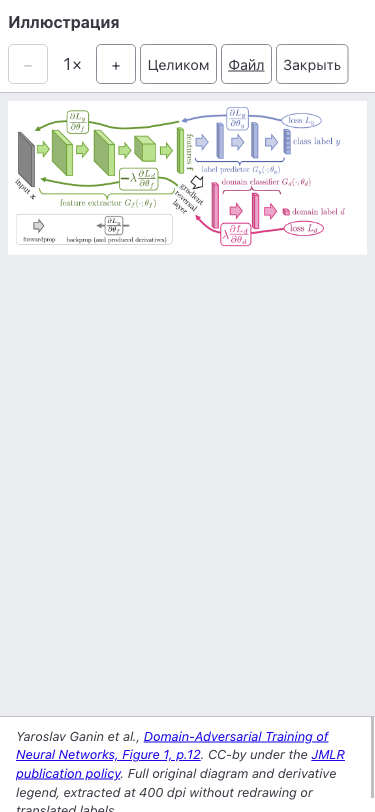 Иллюстрация
− 1× + Целиком Файл Закрыть
∂L_y/∂θ_f
∂L_y/∂θ_y
loss L_y
class label y
features f
label predictor G_y(·;θ_y)
−λ ∂L_d/∂θ_f
domain classifier G_d(·;θ_d)
input x
gradient reversal layer
feature extractor G_f(·;θ_f)
domain label d
∂L_y/∂θ_f
loss L_d
λ ∂L_d/∂θ_d
forwardprop backprop (and produced derivatives)
Yaroslav Ganin et al., Domain-Adversarial Training of
Neural Networks, Figure 1, p.12. CC-by under the JMLR
publication policy. Full original diagram and derivative
legend, extracted at 400 dpi without redrawing or
translated labels.